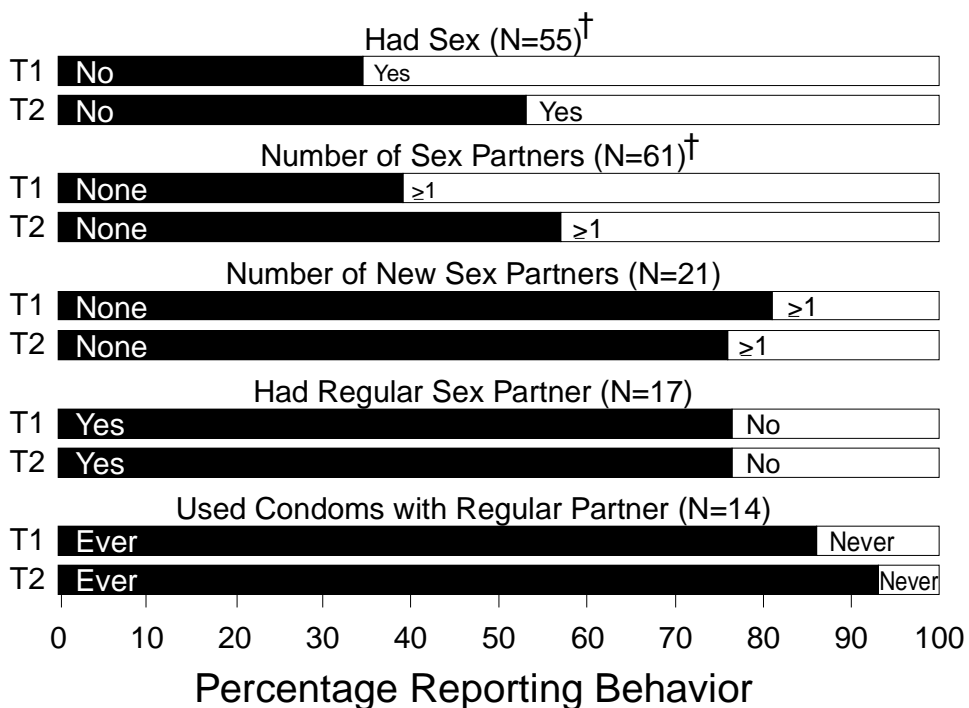 Had Sex (N=55)†
T1 No Yes
T2 No Yes
Number of Sex Partners (N=61)†
T1 None ≥1
T2 None ≥1
Number of New Sex Partners (N=21)
T1 None ≥1
T2 None ≥1
Had Regular Sex Partner (N=17)
T1 Yes No
T2 Yes No
Used Condoms with Regular Partner (N=14)
T1 Ever Never
T2 Ever Never
0 10 20 30 40 50 60 70 80 90 100
Percentage Reporting Behavior